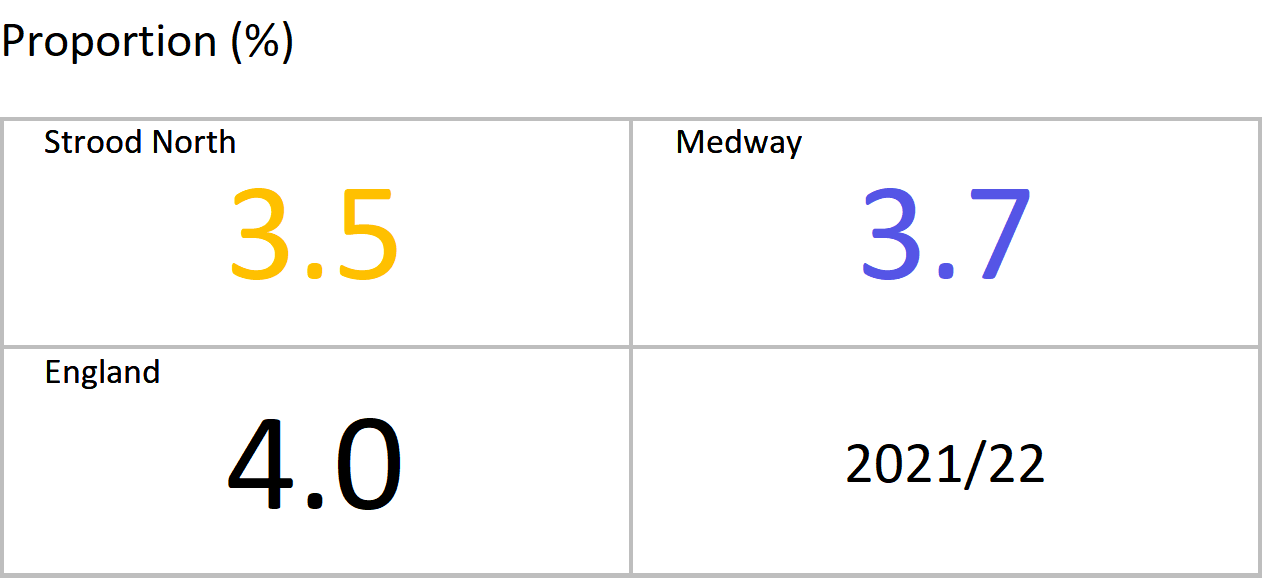 Proportion (%)
Strood North
3.5
Medway
3.7
England
4.0
2021/22